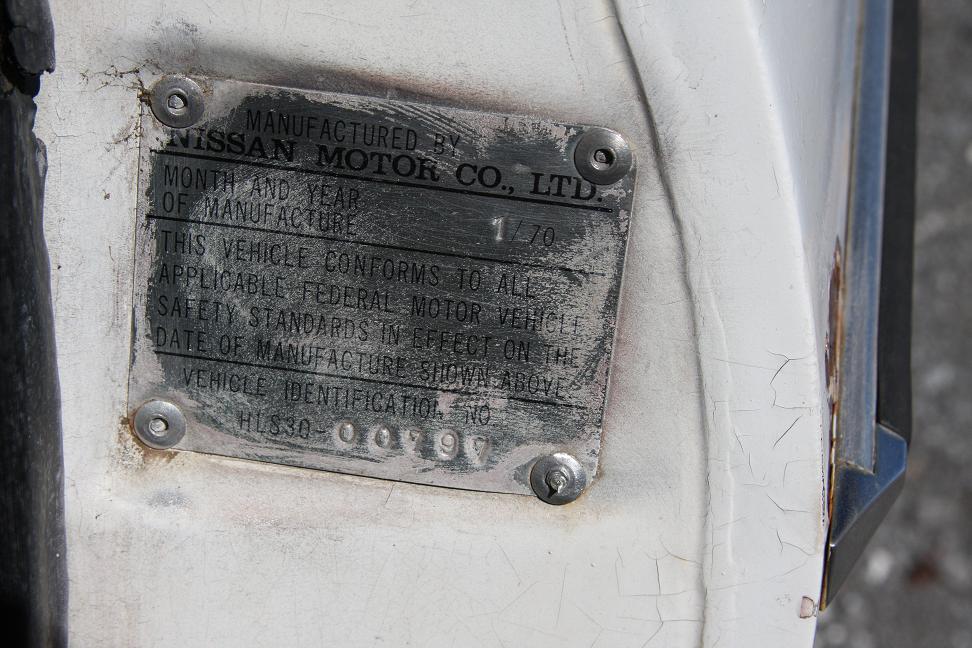 MANUFACTURED BY
NISSAN MOTOR CO., LTD.
MONTH AND YEAR
OF MANUFACTURE 1/70
THIS VEHICLE CONFORMS TO ALL
APPLICABLE FEDERAL MOTOR VEHICLE
SAFETY STANDARDS IN EFFECT ON THE
DATE OF MANUFACTURE SHOWN ABOVE
VEHICLE IDENTIFICATION NO
HLS30-00797